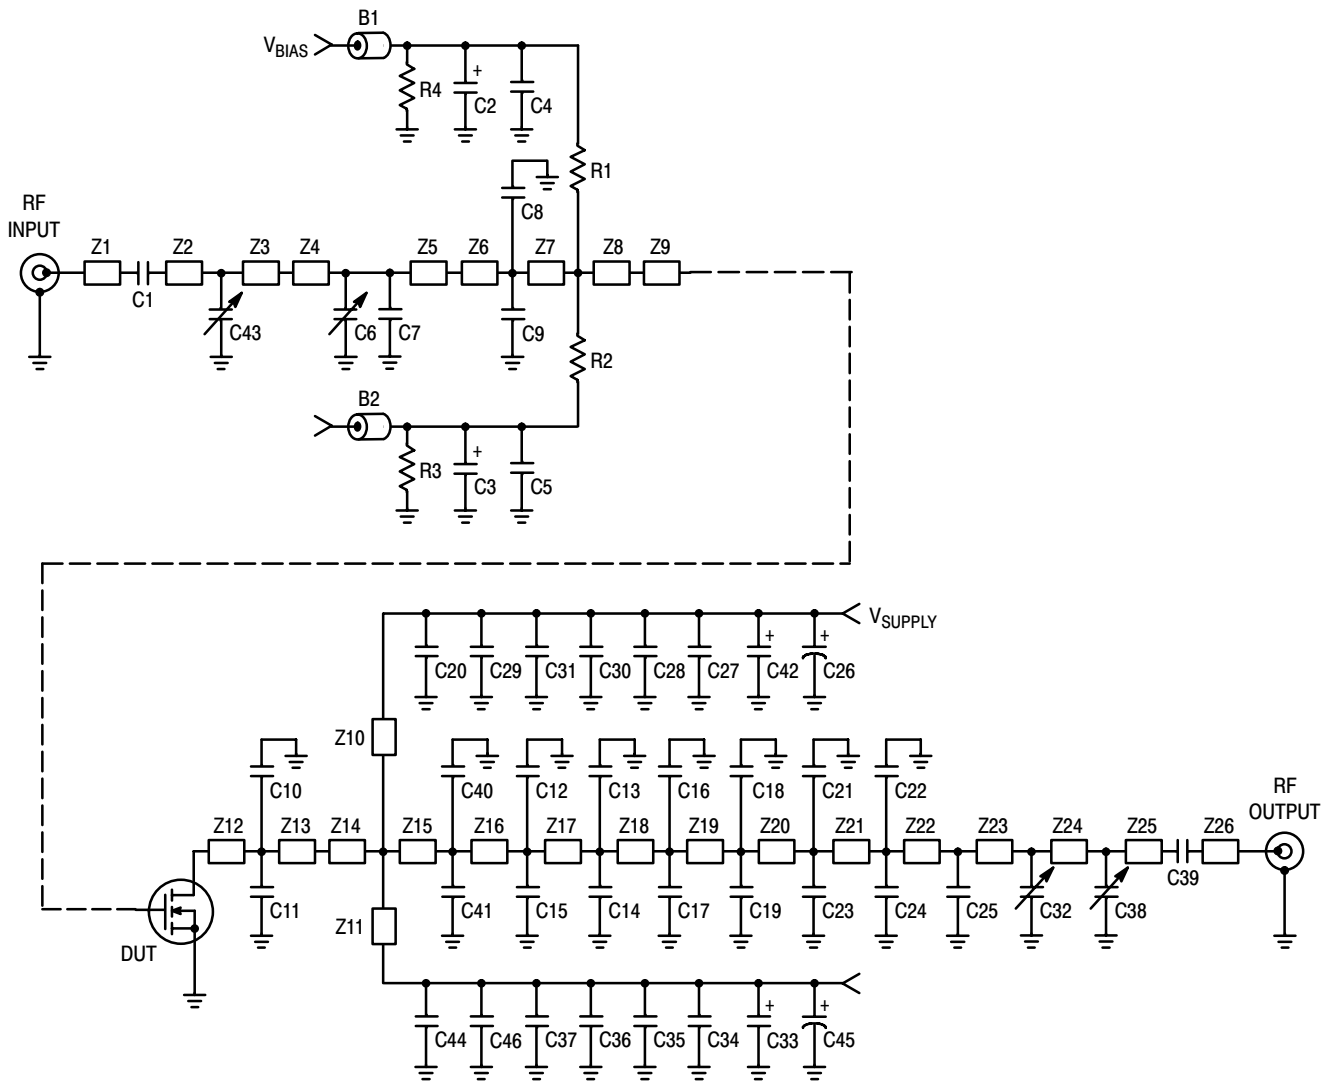 B1
VBIAS
+
R4
C2
C4
R1
RF
INPUT
C8
Z1
Z2
Z3
Z4
Z5
Z6
Z7
Z8
Z9
C1
C43
C6
C7
C9
R2
B2
+
R3
C3
C5
VSUPPLY
+
+
C20
C29
C31
C30
C28
C27
C42
C26
Z10
C10
C40
C12
C13
C16
C18
C21
C22
RF
OUTPUT
Z12
Z13
Z14
Z15
Z16
Z17
Z18
Z19
Z20
Z21
Z22
Z23
Z24
Z25
Z26
C39
C11
C41
C15
C14
C17
C19
C23
C24
C25
C32
C38
Z11
DUT
+
+
C44
C46
C37
C36
C35
C34
C33
C45